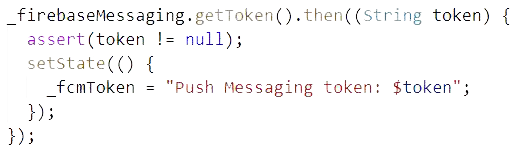 _firebaseMessaging.getToken().then((String token) {
  assert(token != null);
  setState(() {
    _fcmToken = "Push Messaging token: $token";
  });
});